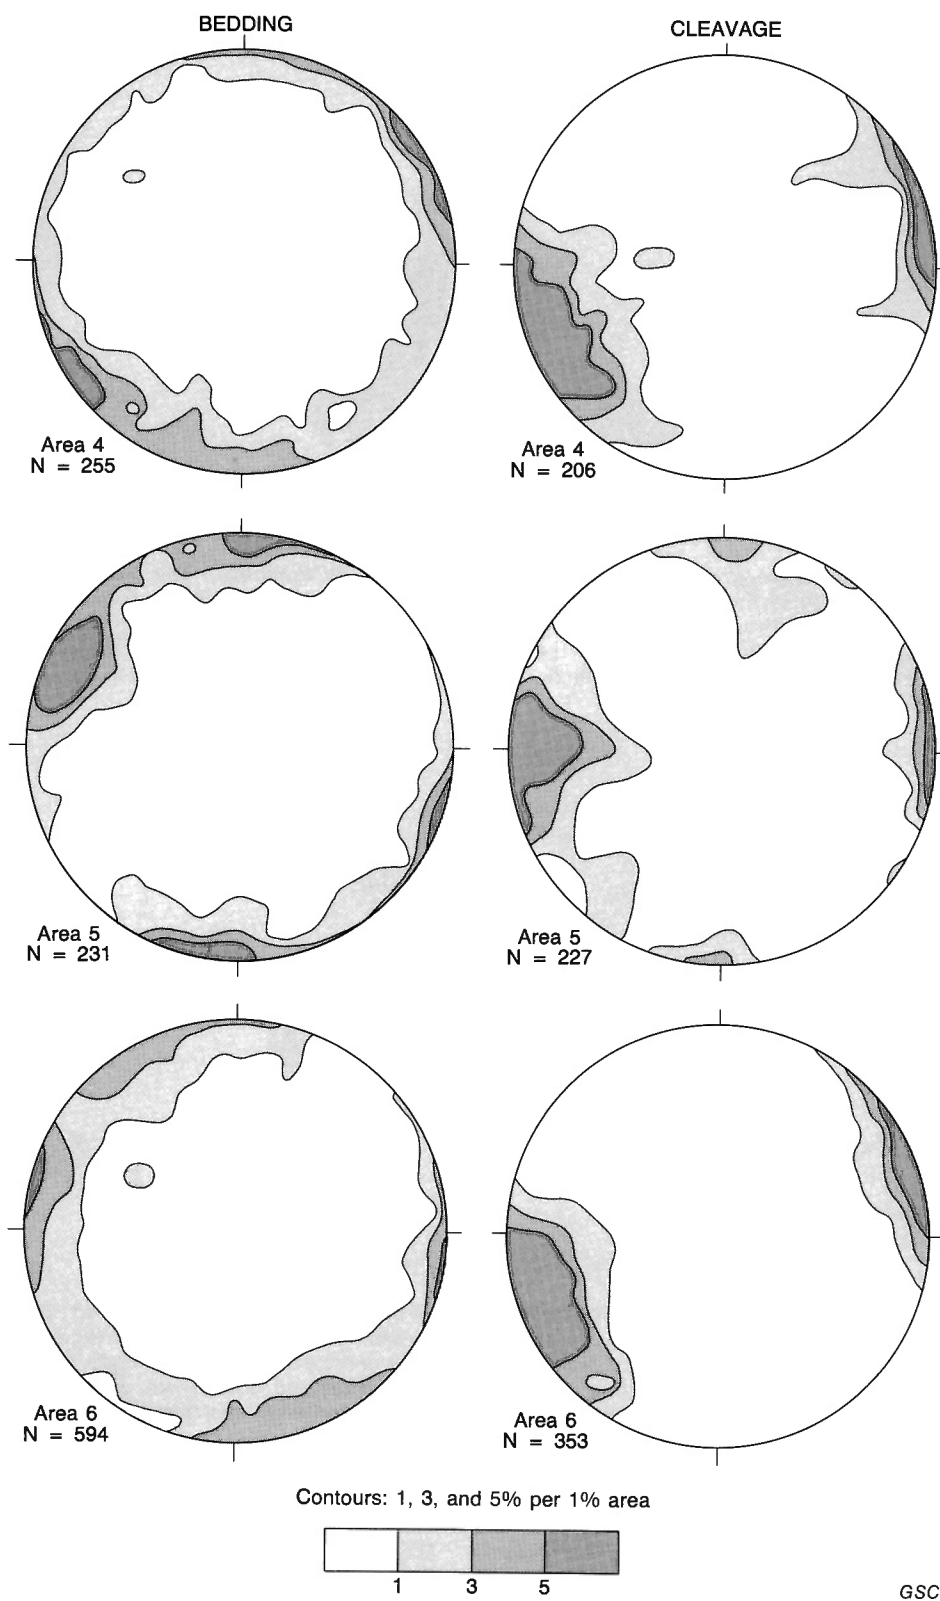 BEDDING
CLEAVAGE
Area 4
N = 255
Area 4
N = 206
Area 5
N = 231
Area 5
N = 227
Area 6
N = 594
Area 6
N = 353
Contours: 1, 3, and 5% per 1% area
1 3 5
GSC